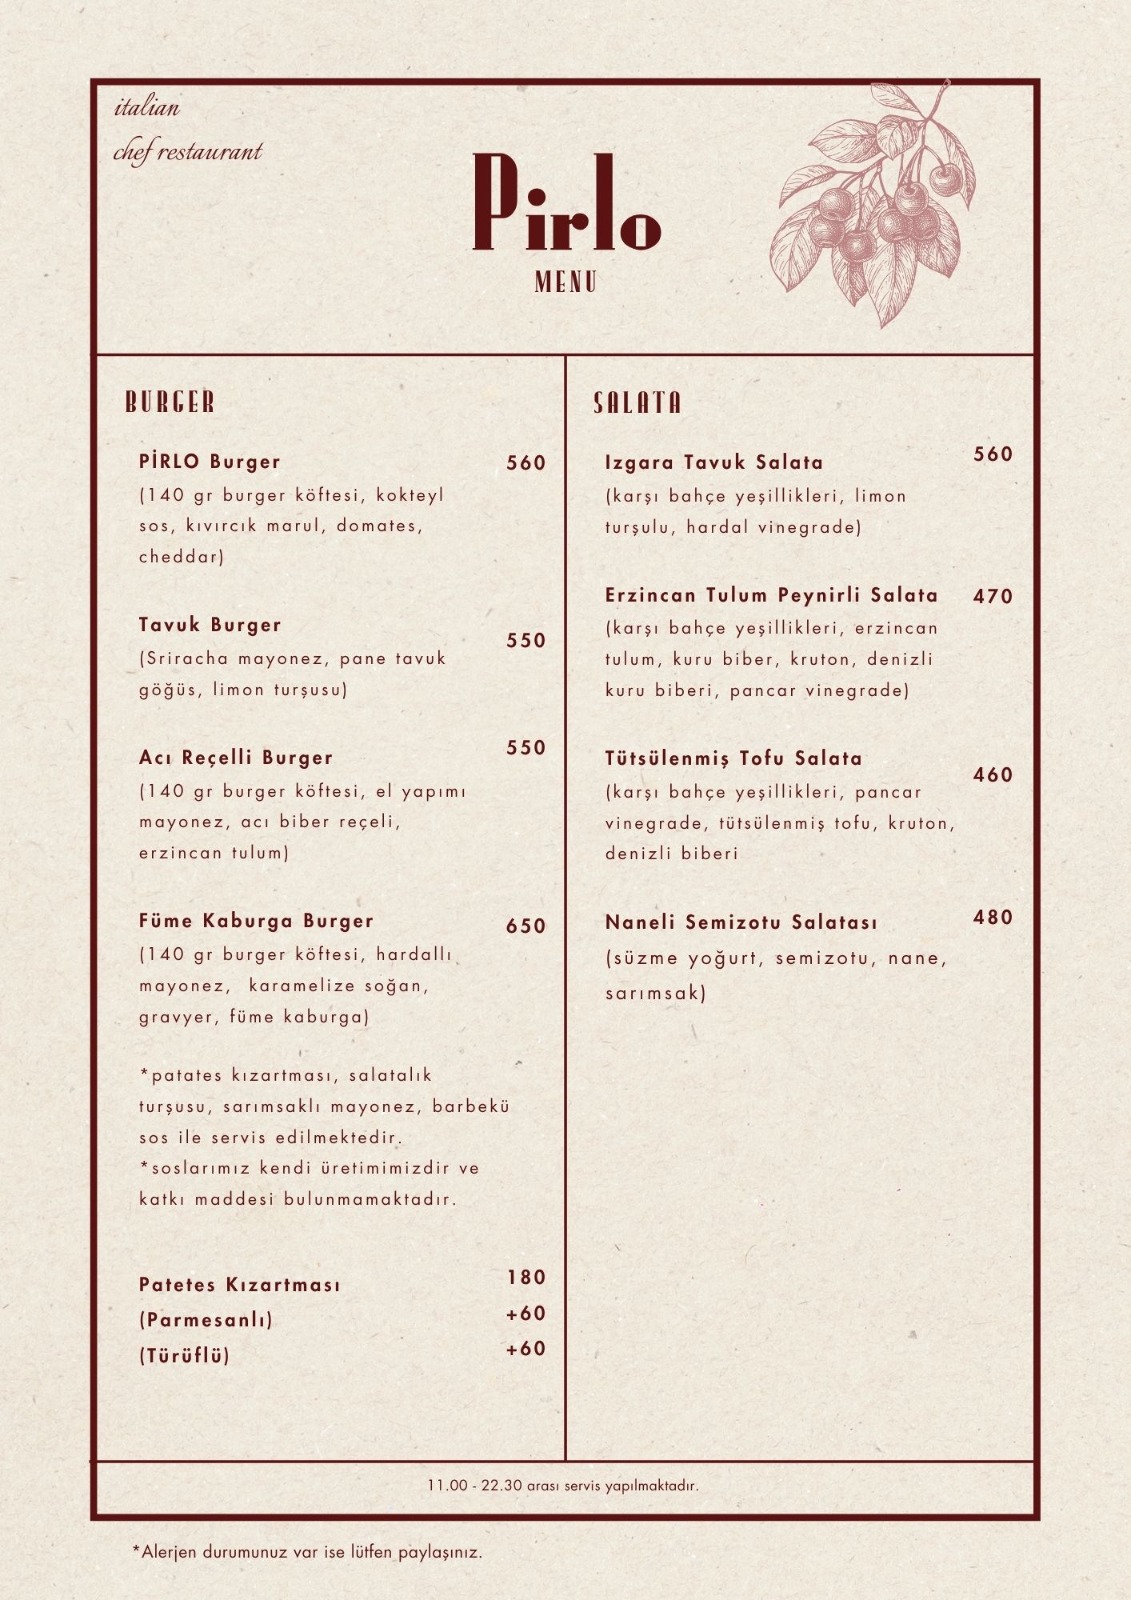 italian
chef restaurant
Pirlo
MENU
BURGER
PİRLO Burger 560
(140 gr burger köftesi, kokteyl
sos, kıvırcık marul, domates,
cheddar)
Tavuk Burger 550
(Sriracha mayonez, pane tavuk
göğüs, limon turşusu)
Acı Reçelli Burger 550
(140 gr burger köftesi, el yapımı
mayonez, acı biber reçeli,
erzincan tulum)
Füme Kaburga Burger 650
(140 gr burger köftesi, hardallı
mayonez, karamelize soğan,
gravyer, füme kaburga)
*patates kızartması, salatalık
turşusu, sarımsaklı mayonez, barbekü
sos ile servis edilmektedir.
*soslarımız kendi üretimimizdir ve
katkı maddesi bulunmamaktadır.
Patetes Kızartması 180
(Parmesanlı) +60
(Türüflü) +60
SALATA
Izgara Tavuk Salata 560
(karşı bahçe yeşillikleri, limon
turşulu, hardal vinegrade)
Erzincan Tulum Peynirli Salata 470
(karşı bahçe yeşillikleri, erzincan
tulum, kuru biber, kruton, denizli
kuru biberi, pancar vinegrade)
Tütsülenmiş Tofu Salata 460
(karşı bahçe yeşillikleri, pancar
vinegrade, tütsülenmiş tofu, kruton,
denizli biberi
Naneli Semizotu Salatası 480
(süzme yoğurt, semizotu, nane,
sarımsak)
11.00 - 22.30 arası servis yapılmaktadır.
*Alerjen durumunuz var ise lütfen paylaşınız.